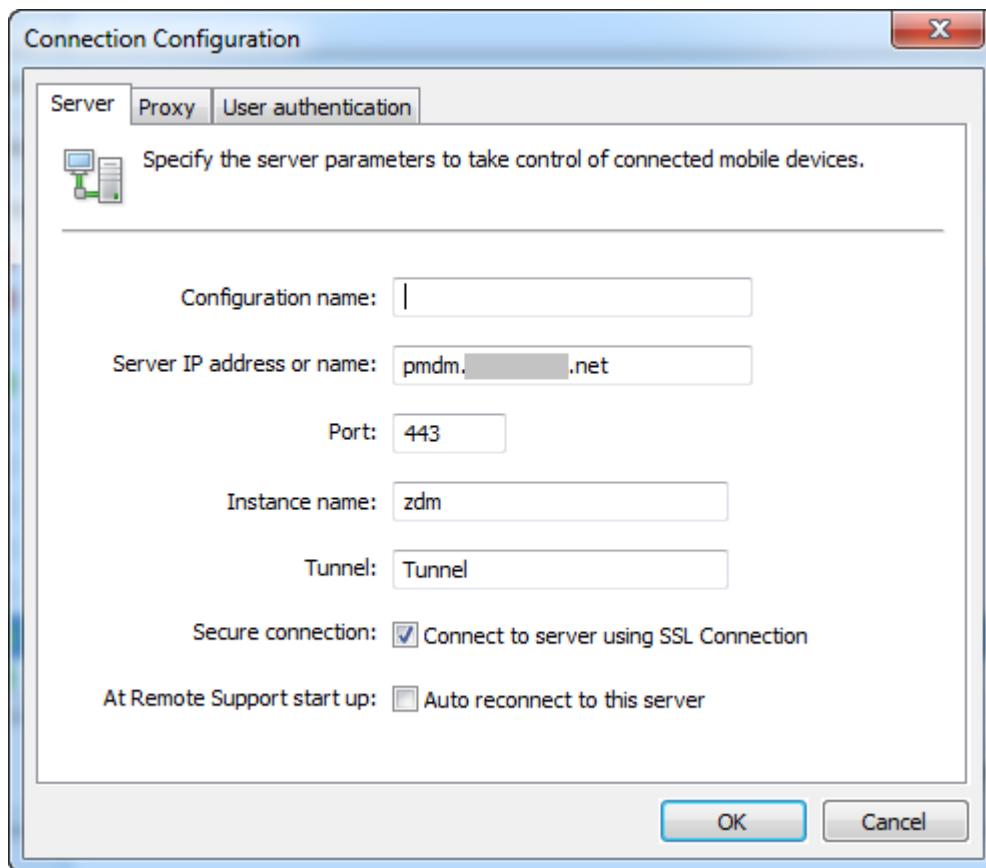 Connection Configuration
Server Proxy User authentication
Specify the server parameters to take control of connected mobile devices.
Configuration name:
Server IP address or name: pmdm. .net
Port: 443
Instance name: zdm
Tunnel: Tunnel
Secure connection: Connect to server using SSL Connection
At Remote Support start up: Auto reconnect to this server
OK Cancel